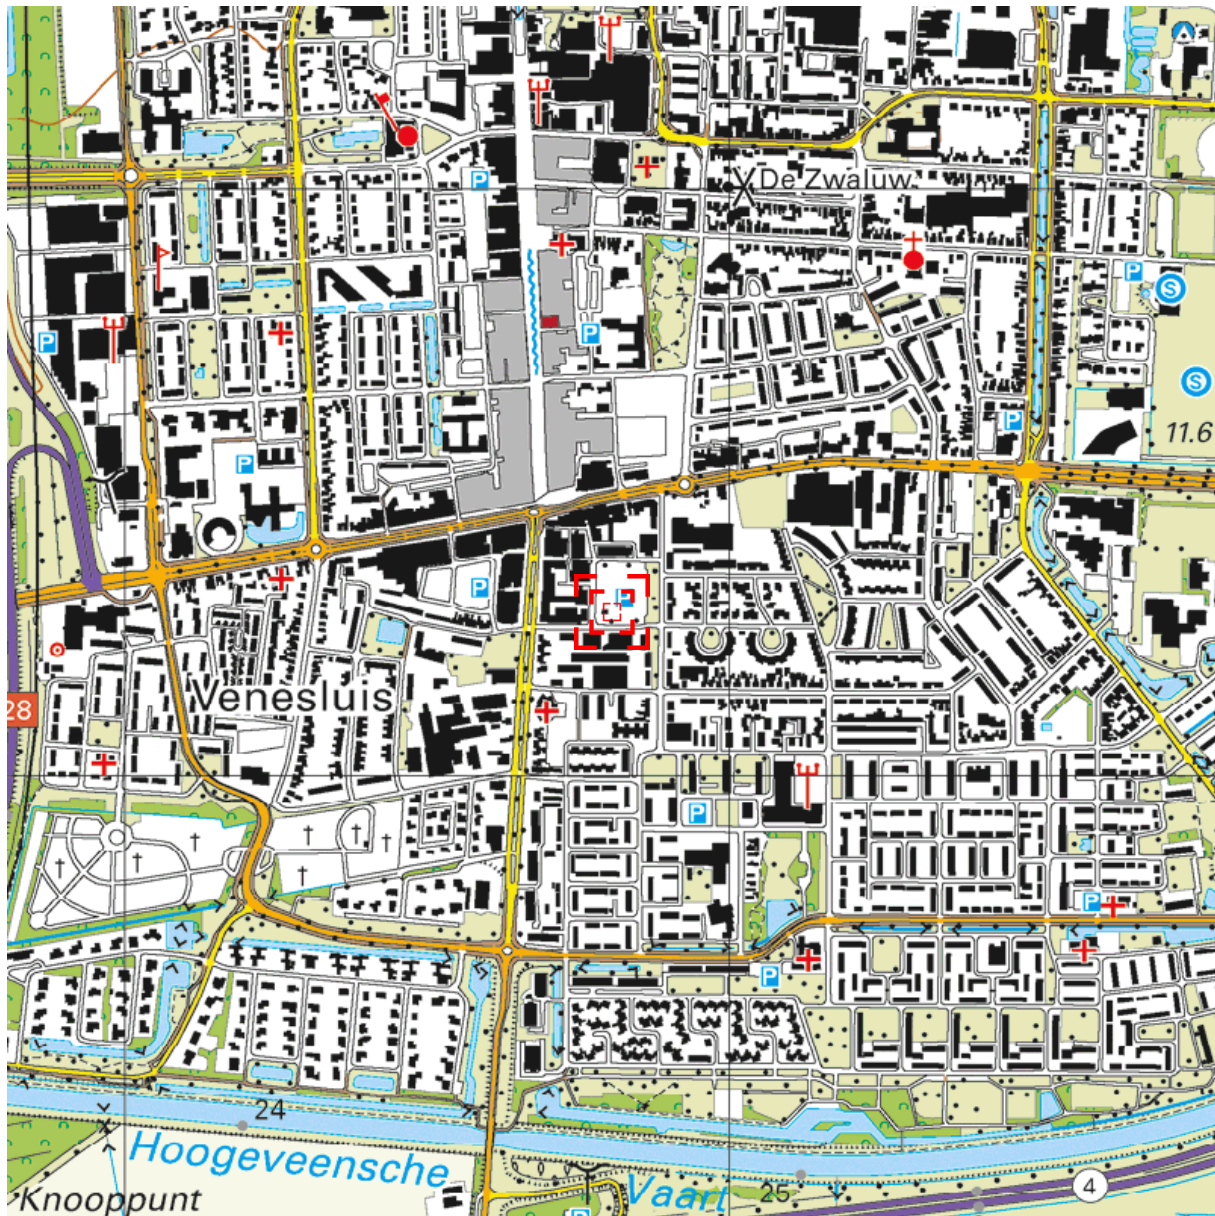 P
De Zwaluw
P
S
P
P
S
P
11.6
P
P
P
28
Venesluis
P
P
P
24
Hoogeveensche
Vaart
25
4
Knooppunt
P